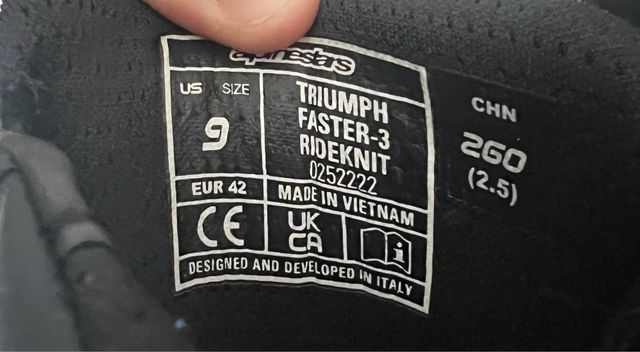 alpinestars
US SIZE
9
EUR 42
TRIUMPH
FASTER-3
RIDEKNIT
0252222
MADE IN VIETNAM
CE
UK
CA
i
DESIGNED AND DEVELOPED IN ITALY
CHN
260
(2.5)